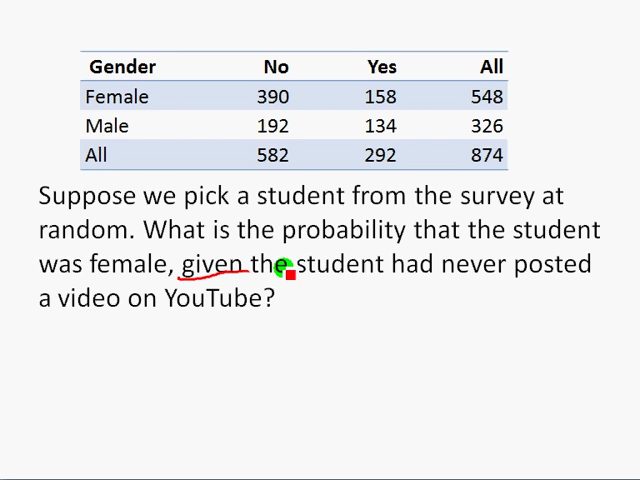 Gender No Yes All
Female 390 158 548
Male 192 134 326
All 582 292 874
Suppose we pick a student from the survey at
random. What is the probability that the student
was female, given the student had never posted
a video on YouTube?